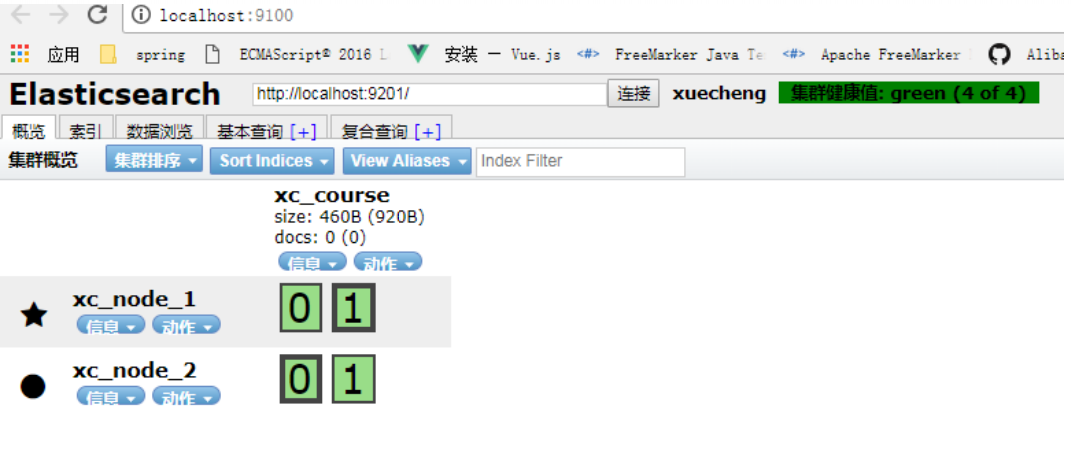 localhost:9100
应用 spring ECMAScript® 2016 L 安装 — Vue.js <#> FreeMarker Java Te <#> Apache FreeMarker Aliba
Elasticsearch http://localhost:9201/ 连接 xuecheng 集群健康值: green (4 of 4)
概览 索引 数据浏览 基本查询 [+] 复合查询 [+]
集群概览 集群排序 Sort Indices View Aliases Index Filter
xc_course
size: 460B (920B)
docs: 0 (0)
信息 动作
xc_node_1 0 1
信息 动作
xc_node_2 0 1
信息 动作